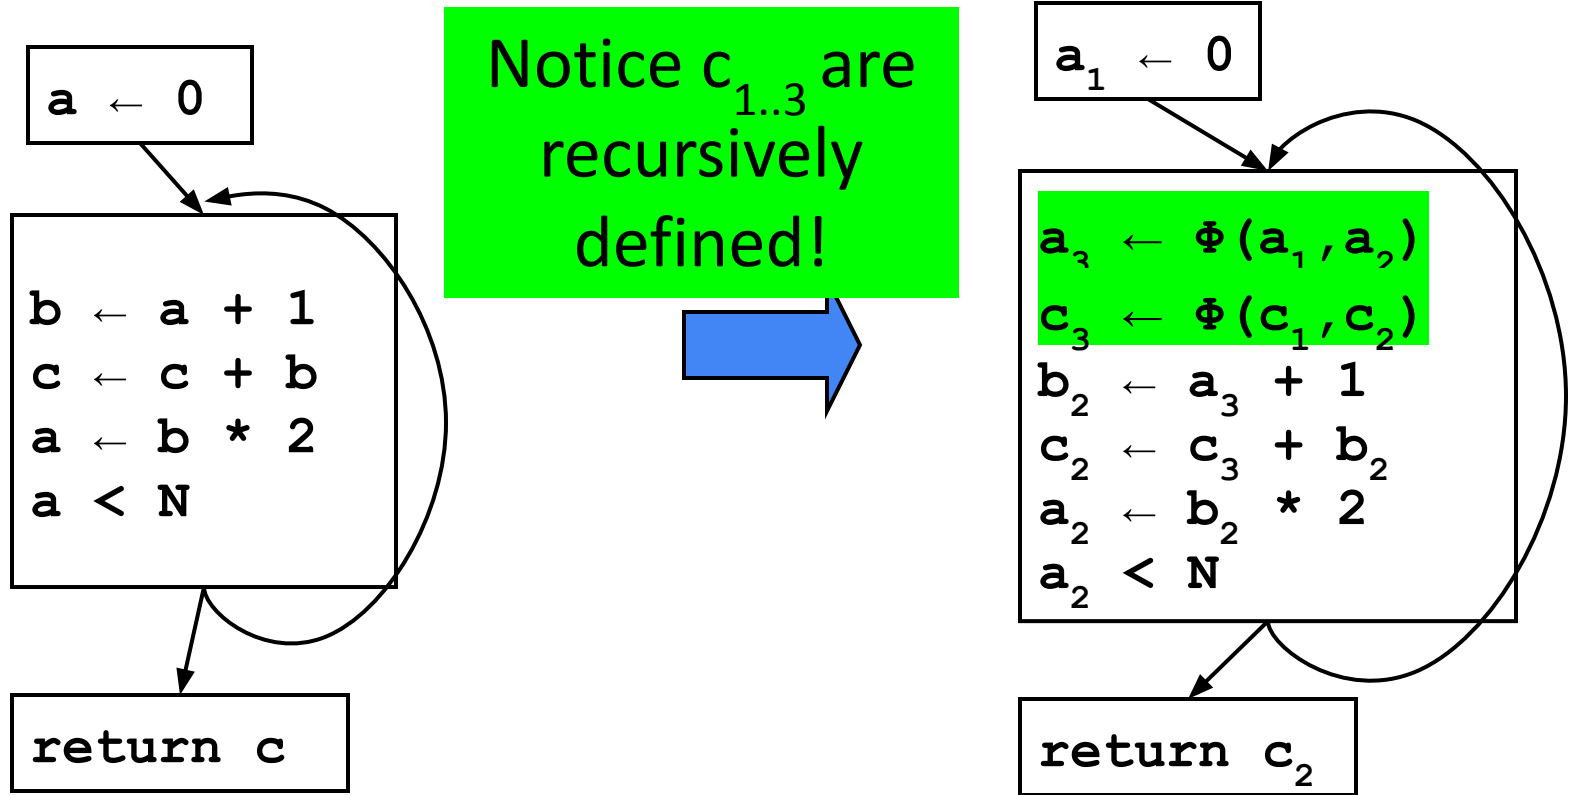 a ← 0
b ← a + 1
c ← c + b
a ← b * 2
a < N
return c
Notice c₁..₃ are
recursively
defined!
a₁ ← 0
a₃ ← Φ(a₁,a₂)
c₃ ← Φ(c₁,c₂)
b₂ ← a₃ + 1
c₂ ← c₃ + b₂
a₂ ← b₂ * 2
a₂ < N
return c₂